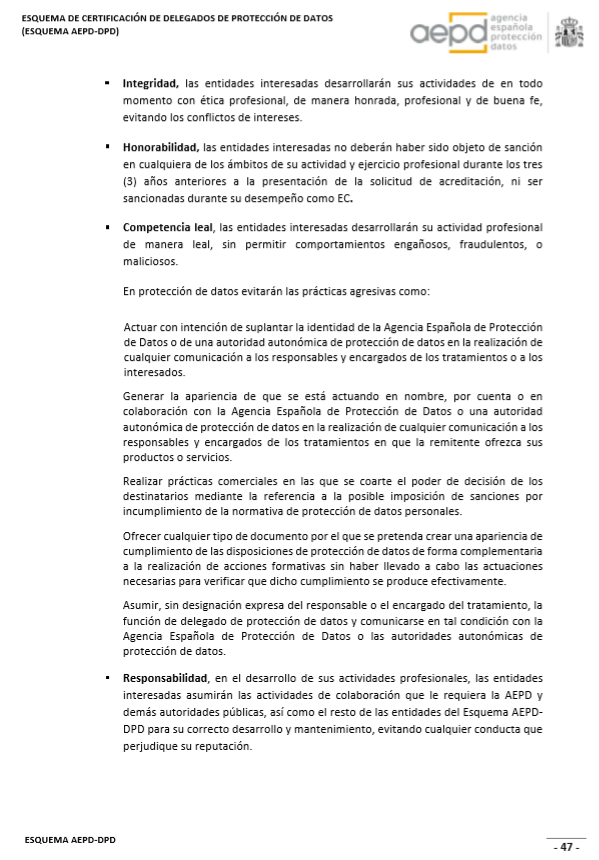 ESQUEMA DE CERTIFICACIÓN DE DELEGADOS DE PROTECCIÓN DE DATOS
(ESQUEMA AEPD-DPD)
aepd agencia
española
protección
datos
▪ Integridad, las entidades interesadas desarrollarán sus actividades de en todo
momento con ética profesional, de manera honrada, profesional y de buena fe,
evitando los conflictos de intereses.
▪ Honorabilidad, las entidades interesadas no deberán haber sido objeto de sanción
en cualquiera de los ámbitos de su actividad y ejercicio profesional durante los tres
(3) años anteriores a la presentación de la solicitud de acreditación, ni ser
sancionadas durante su desempeño como EC.
▪ Competencia leal, las entidades interesadas desarrollarán su actividad profesional
de manera leal, sin permitir comportamientos engañosos, fraudulentos, o
maliciosos.
En protección de datos evitarán las prácticas agresivas como:
Actuar con intención de suplantar la identidad de la Agencia Española de Protección
de Datos o de una autoridad autonómica de protección de datos en la realización de
cualquier comunicación a los responsables y encargados de los tratamientos o a los
interesados.
Generar la apariencia de que se está actuando en nombre, por cuenta o en
colaboración con la Agencia Española de Protección de Datos o una autoridad
autonómica de protección de datos en la realización de cualquier comunicación a los
responsables y encargados de los tratamientos en que la remitente ofrezca sus
productos o servicios.
Realizar prácticas comerciales en las que se coarte el poder de decisión de los
destinatarios mediante la referencia a la posible imposición de sanciones por
incumplimiento de la normativa de protección de datos personales.
Ofrecer cualquier tipo de documento por el que se pretenda crear una apariencia de
cumplimiento de las disposiciones de protección de datos de forma complementaria
a la realización de acciones formativas sin haber llevado a cabo las actuaciones
necesarias para verificar que dicho cumplimiento se produce efectivamente.
Asumir, sin designación expresa del responsable o el encargado del tratamiento, la
función de delegado de protección de datos y comunicarse en tal condición con la
Agencia Española de Protección de Datos o las autoridades autonómicas de
protección de datos.
▪ Responsabilidad, en el desarrollo de sus actividades profesionales, las entidades
interesadas asumirán las actividades de colaboración que le requiera la AEPD y
demás autoridades públicas, así como el resto de las entidades del Esquema AEPD-
DPD para su correcto desarrollo y mantenimiento, evitando cualquier conducta que
perjudique su reputación.
ESQUEMA AEPD-DPD
- 47 -